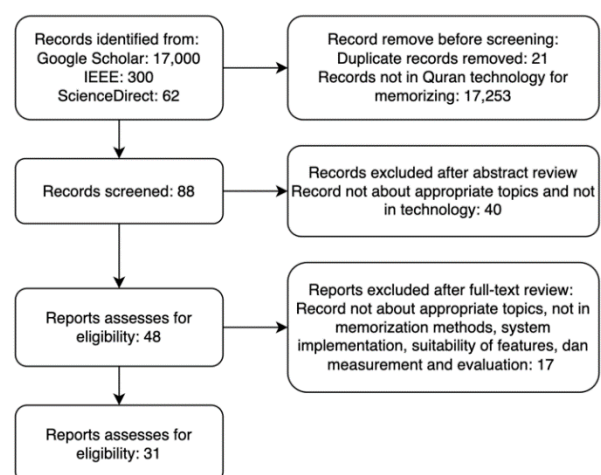 Records identified from:
Google Scholar: 17,000
IEEE: 300
ScienceDirect: 62
Record remove before screening:
Duplicate records removed: 21
Records not in Quran technology for
memorizing: 17,253
Records screened: 88
Records excluded after abstract review
Record not about appropriate topics and not
in technology: 40
Reports assesses for
eligibility: 48
Reports excluded after full-text review:
Record not about appropriate topics, not in
memorization methods, system
implementation, suitability of features, dan
measurement and evaluation: 17
Reports assesses for
eligibility: 31